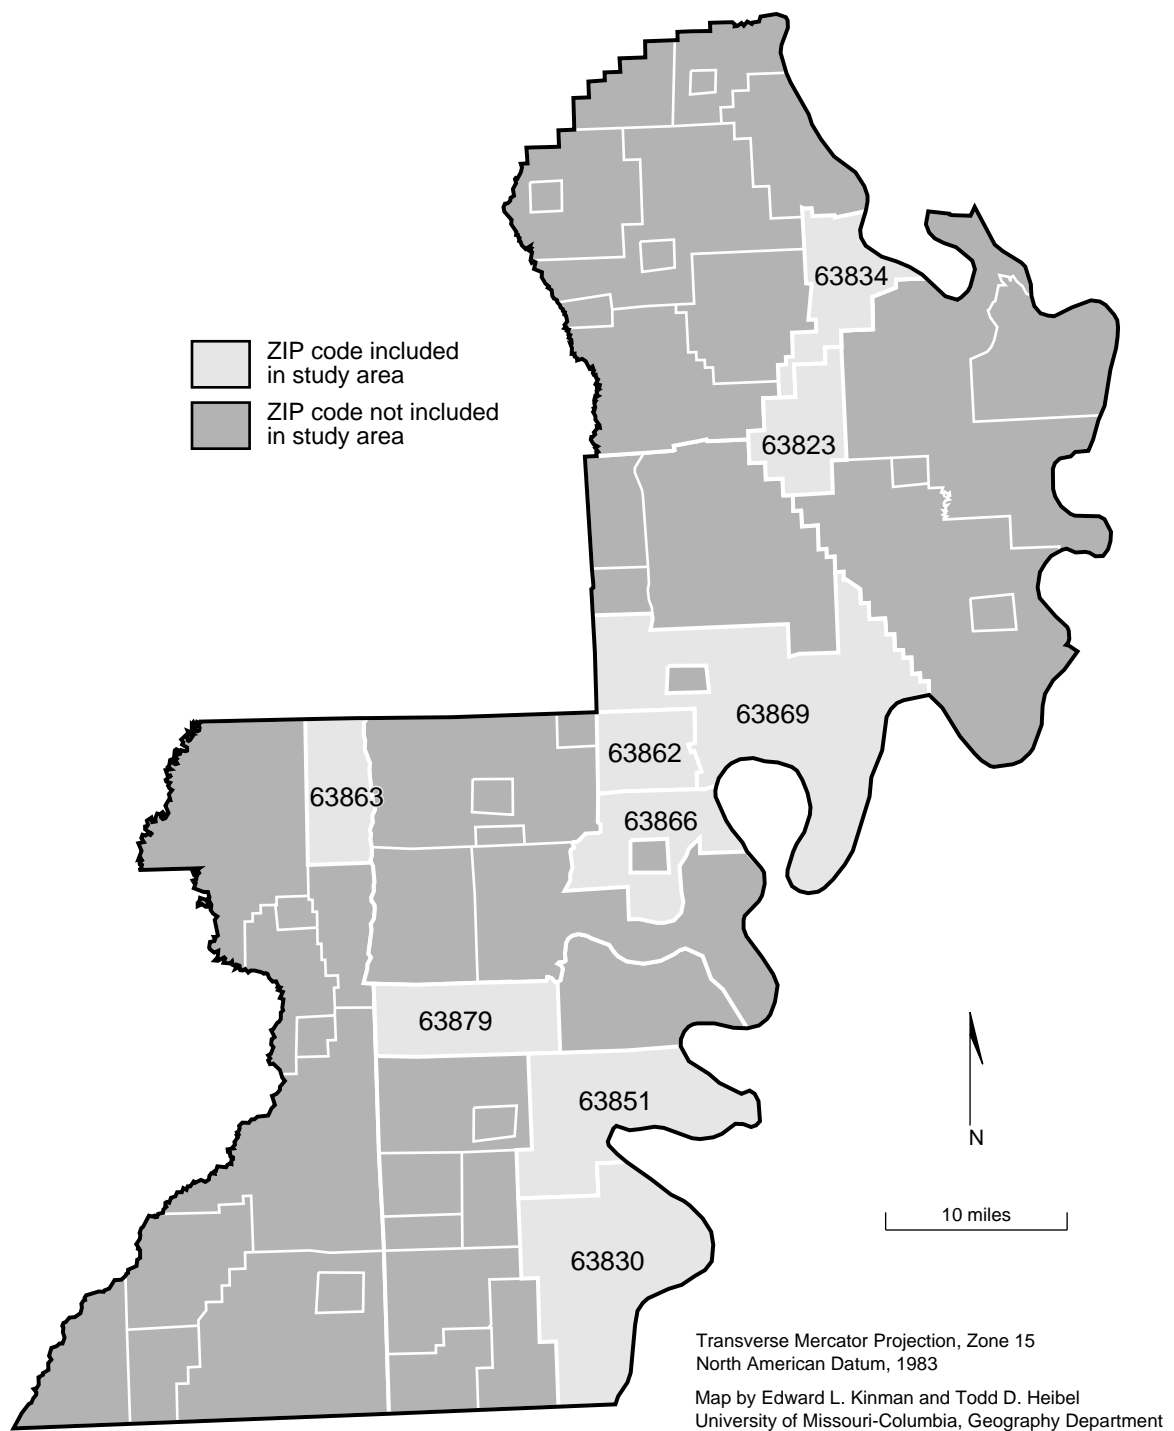 63834
ZIP code included
in study area
ZIP code not included
in study area
63823
63869
63862
63863
63866
63879
63851
N
10 miles
63830
Transverse Mercator Projection, Zone 15
North American Datum, 1983
Map by Edward L. Kinman and Todd D. Heibel
University of Missouri-Columbia, Geography Department